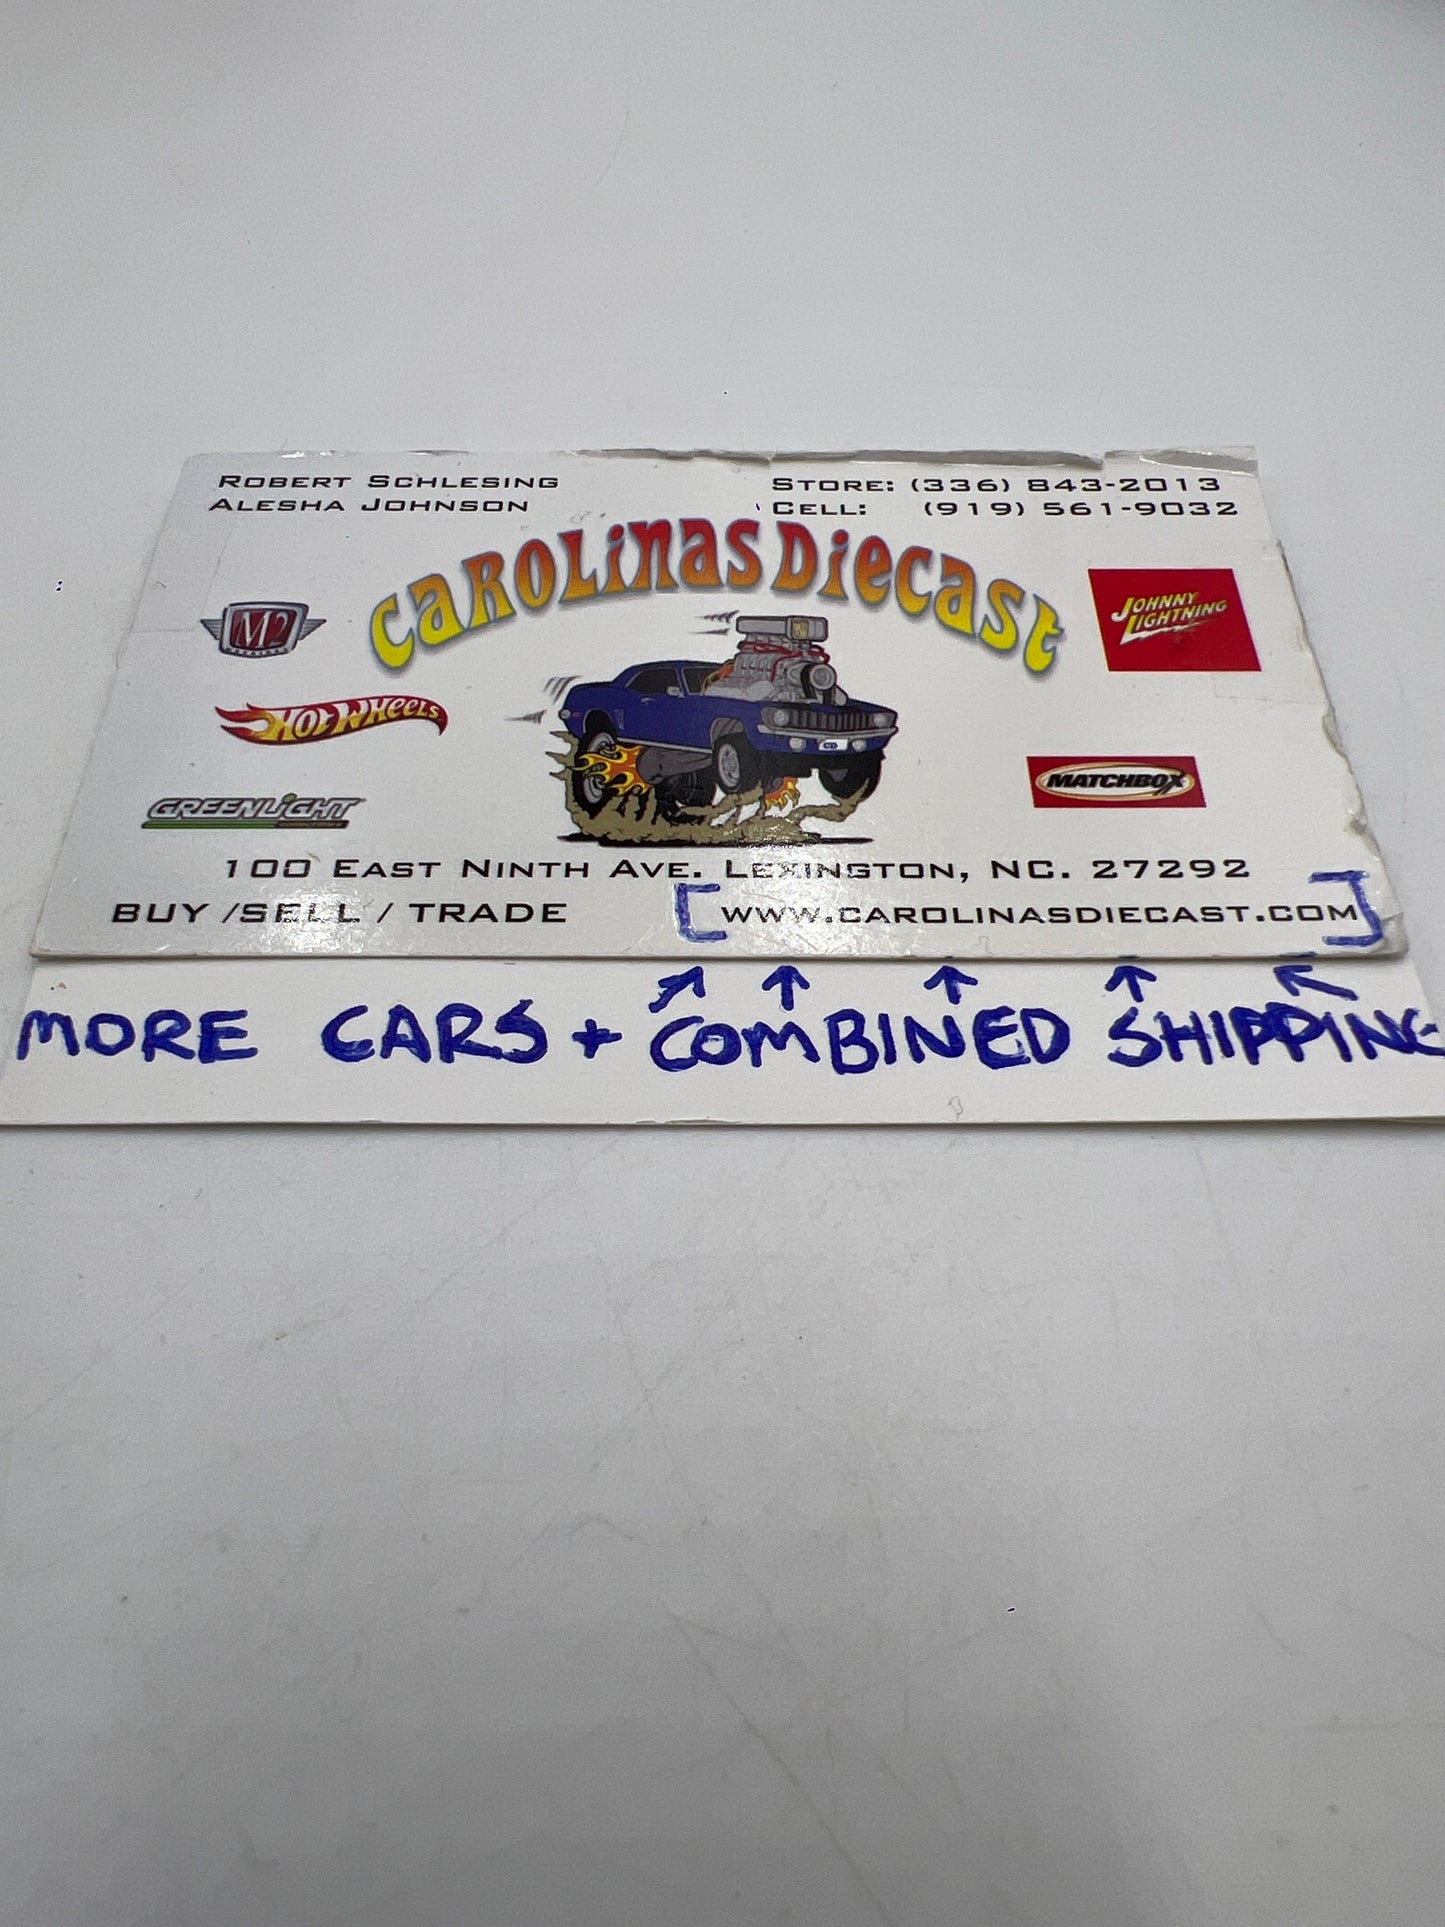 ROBERT SCHLESING
ALESHA JOHNSON
STORE: (336) 843-2013
CELL: (919) 561-9032
CAROLINAS DIECAST
M2
JOHNNY
LIGHTNING
HOT WHEELS
MATCHBOX
GREENLIGHT
100 EAST NINTH AVE. LEXINGTON, NC. 27292
BUY /SELL / TRADE [WWW.CAROLINASDIECAST.COM]
MORE CARS + COMBINED SHIPPING